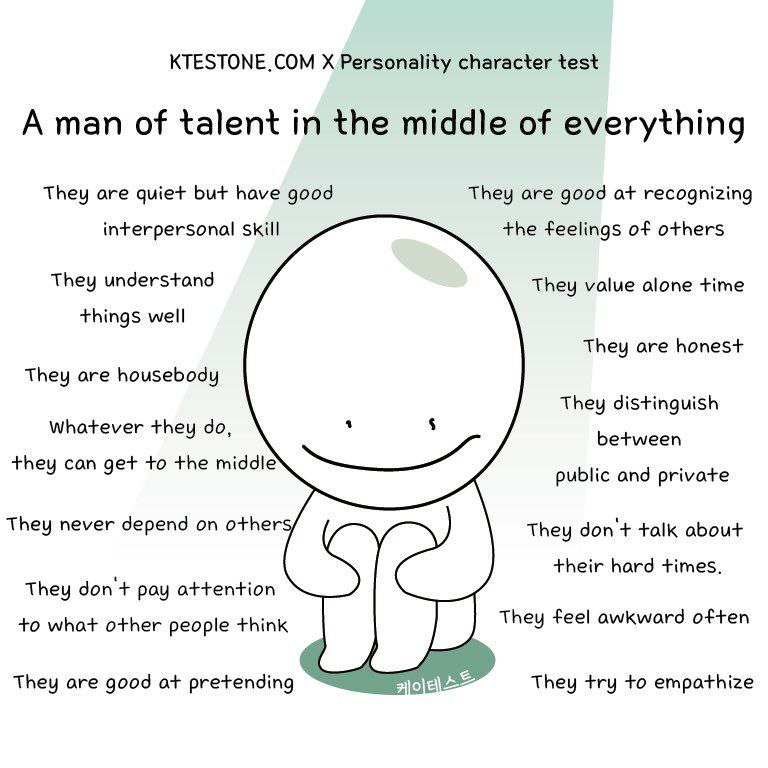 KTESTONE.COM X Personality character test
A man of talent in the middle of everything
They are quiet but have good
interpersonal skill
They understand
things well
They are housebody
Whatever they do,
they can get to the middle
They never depend on others
They don't pay attention
to what other people think
They are good at pretending
They are good at recognizing
the feelings of others
They value alone time
They are honest
They distinguish
between
public and private
They don't talk about
their hard times.
They feel awkward often
They try to empathize
케이테스트